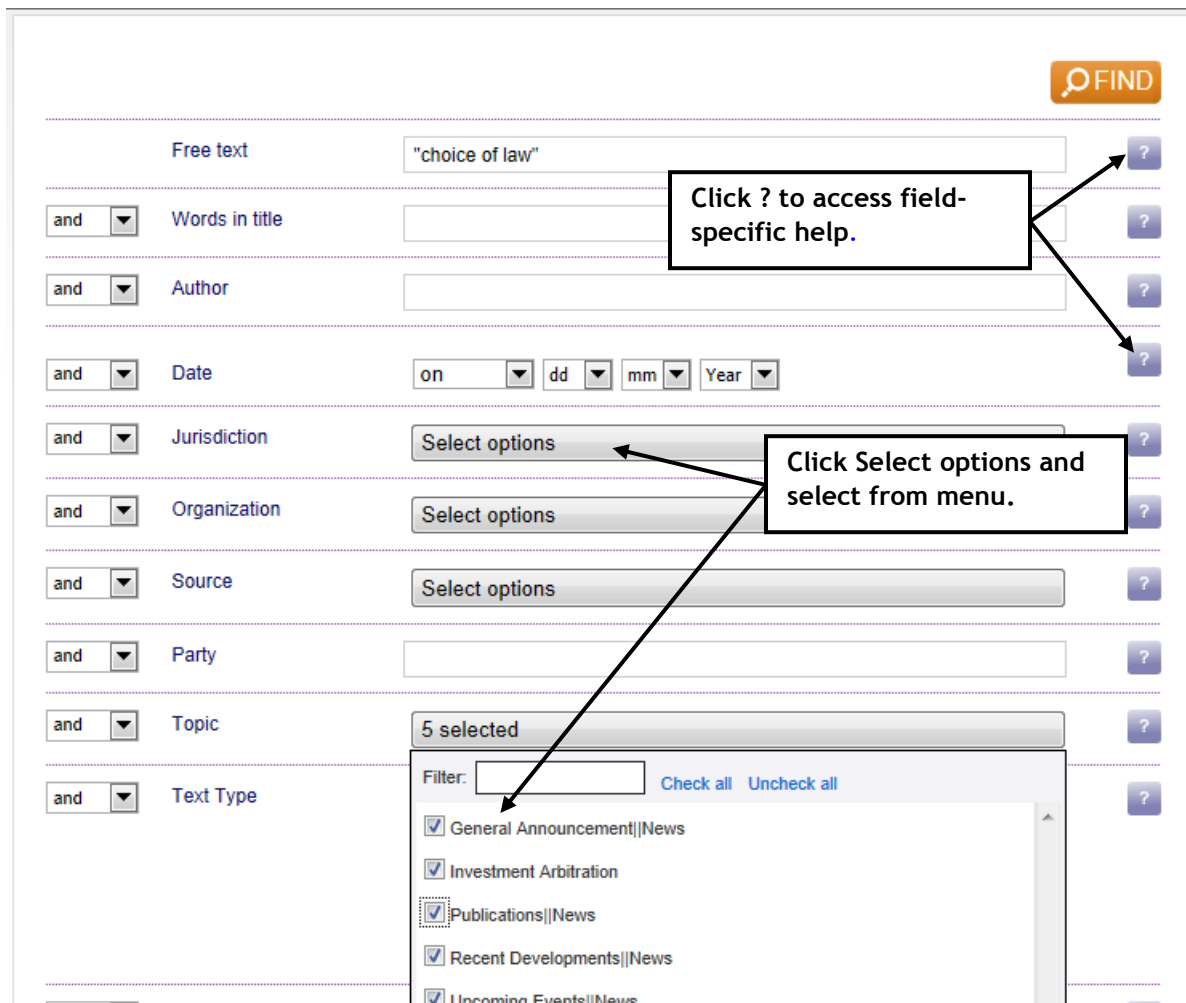 FIND
Free text "choice of law" ?
Click ? to access field-
specific help.
and Words in title ?
and Author ?
and Date on dd mm Year ?
and Jurisdiction Select options ?
Click Select options and
select from menu.
and Organization Select options ?
and Source Select options ?
and Party ?
and Topic 5 selected ?
Filter: Check all Uncheck all
and Text Type ?
General Announcement||News
Investment Arbitration
Publications||News
Recent Developments||News
Upcoming Events||News